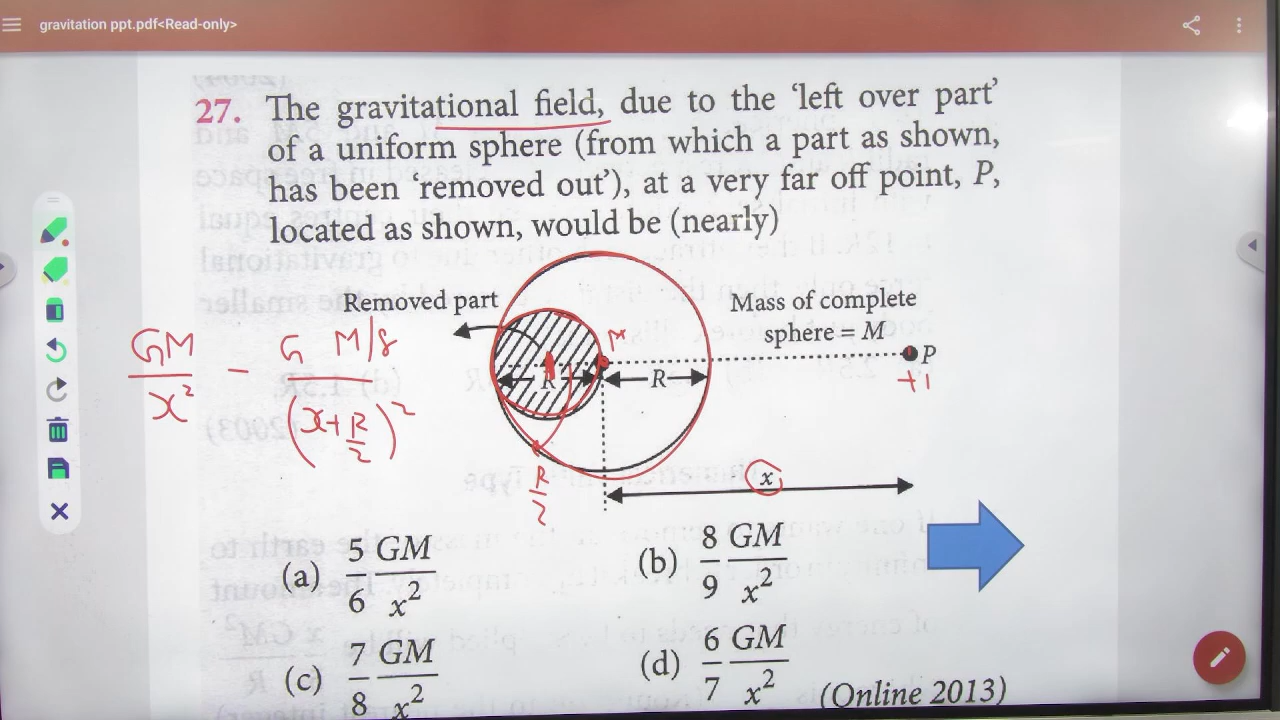 gravitation ppt.pdf<Read-only>
27. The gravitational field, due to the ‘left over part’
of a uniform sphere (from which a part as shown,
has been ‘removed out’), at a very far off point, P,
located as shown, would be (nearly)
Removed part
Mass of complete
sphere = M
M
P
+1
R
R
GM/x² − G M/8/(x+R/2)²
R/2
x
(a) 5/6 GM/x²
(b) 8/9 GM/x²
(c) 7/8 GM/x²
(d) 6/7 GM/x²
(Online 2013)